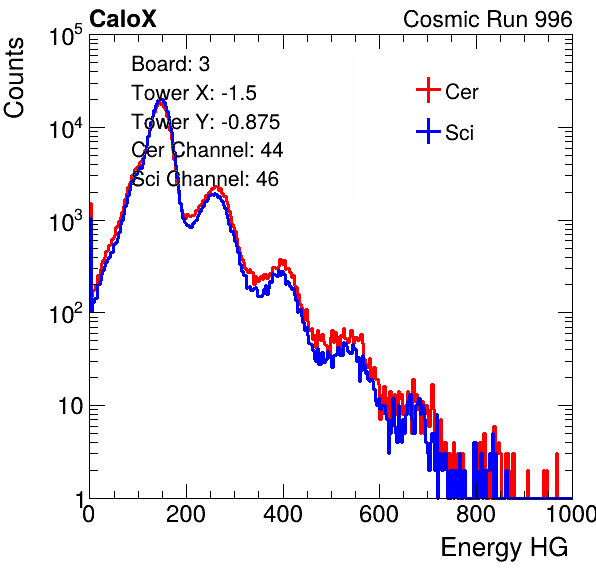 CaloX Cosmic Run 996
Counts
Board: 3
Tower X: -1.5
Tower Y: -0.875
Cer Channel: 44
Sci Channel: 46
Cer
Sci
10^5
10^4
10^3
10^2
10
1
0 200 400 600 800 1000
Energy HG